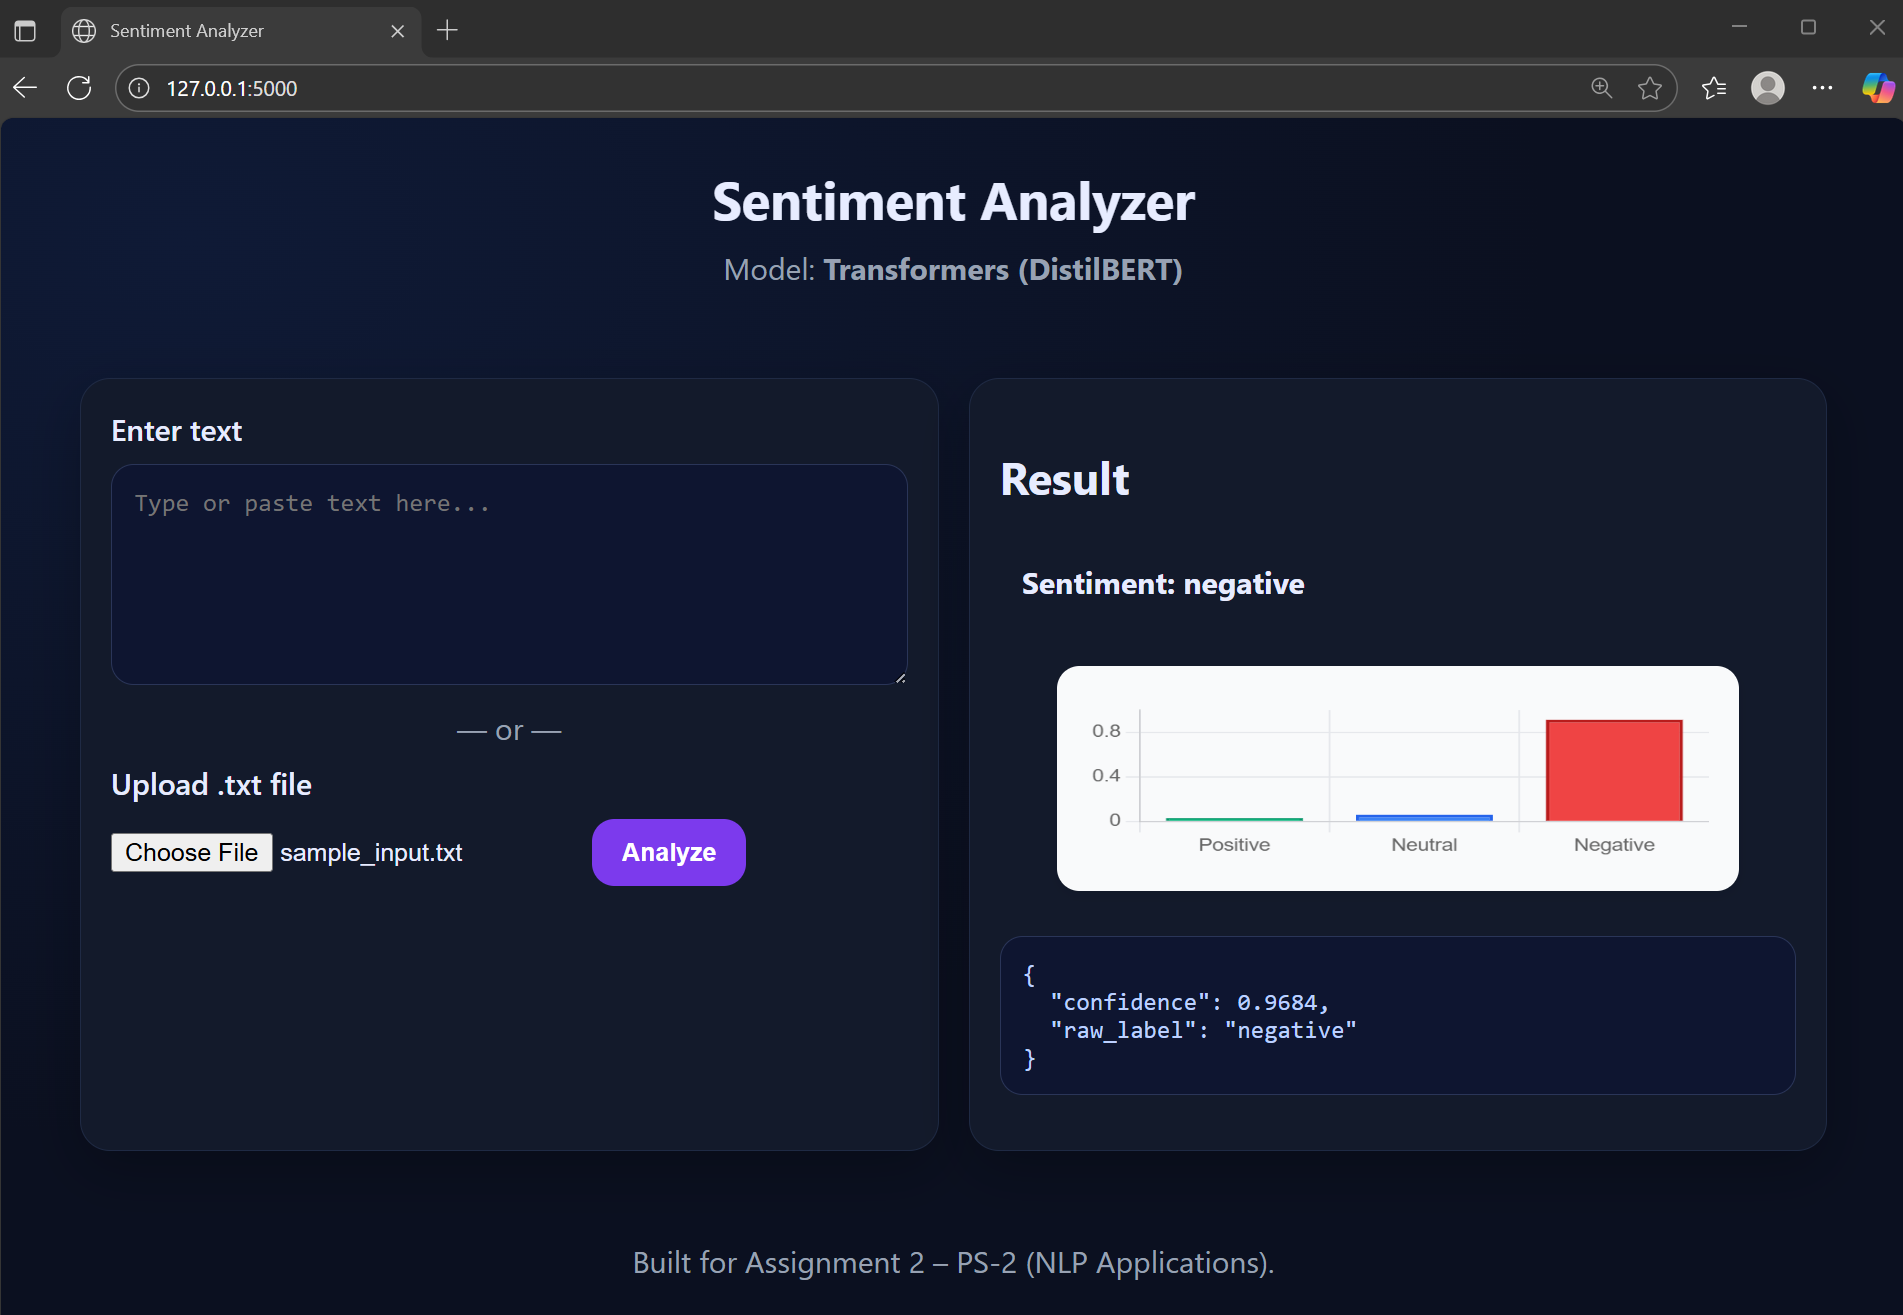 Sentiment Analyzer
127.0.0.1:5000
Sentiment Analyzer
Model: Transformers (DistilBERT)
Enter text
Type or paste text here...
— or —
Upload .txt file
Choose File sample_input.txt
Analyze
Result
Sentiment: negative
0.8
0.4
0
Positive Neutral Negative
{
"confidence": 0.9684,
"raw_label": "negative"
}
Built for Assignment 2 – PS-2 (NLP Applications).